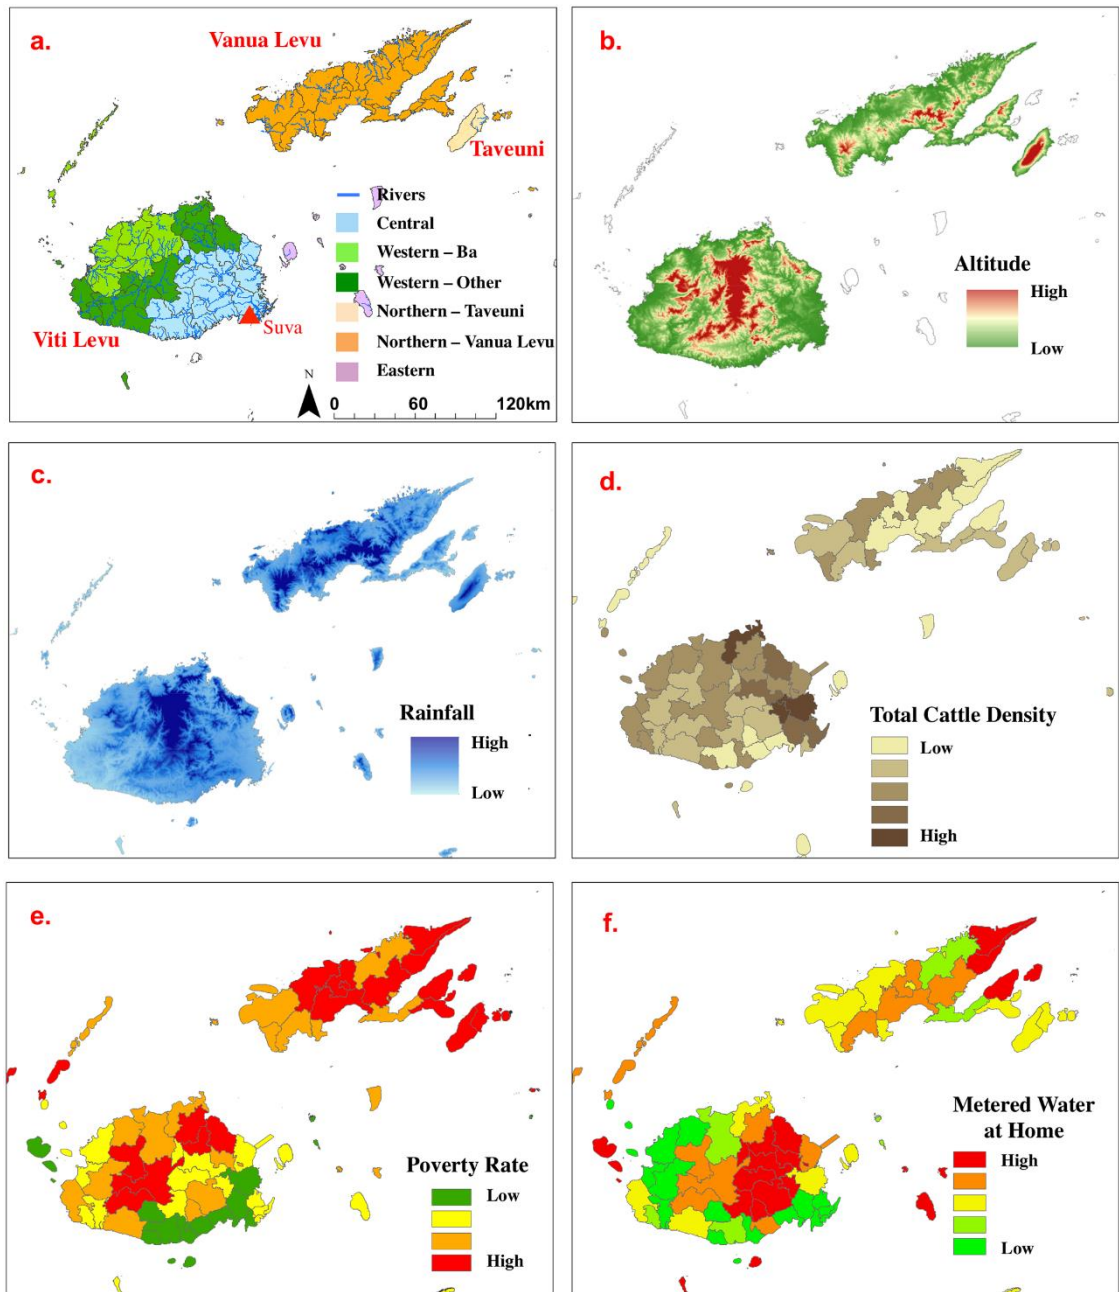 a.
Vanua Levu
Taveuni
Rivers
Central
Western – Ba
Western – Other
Northern – Taveuni
Northern – Vanua Levu
Eastern
Viti Levu
Suva
N
0 60 120km
b.
Altitude
High
Low
c.
Rainfall
High
Low
d.
Total Cattle Density
Low
High
e.
Poverty Rate
Low
High
f.
Metered Water
at Home
High
Low